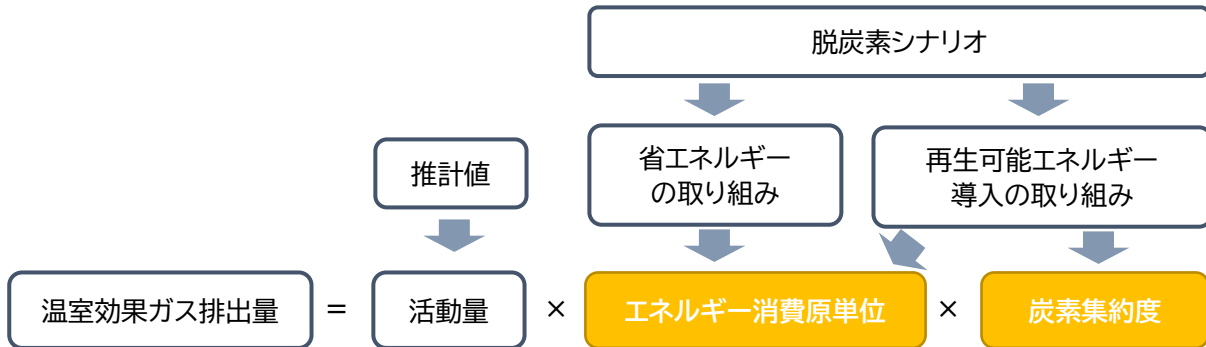 脱炭素シナリオ
推計値
省エネルギー
の取り組み
再生可能エネルギー
導入の取り組み
温室効果ガス排出量 = 活動量 × エネルギー消費原単位 × 炭素集約度